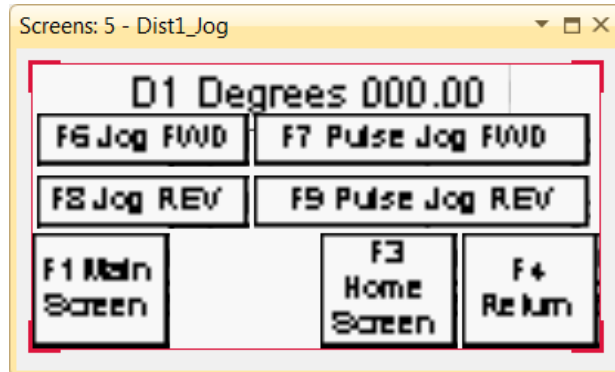 Screens: 5 - Dist1_Jog
D1 Degrees 000.00
F6 Jog FWD
F7 Pulse Jog FWD
F8 Jog REV
F9 Pulse Jog REV
F1 Main
Screen
F3
Home
Screen
F4
Return